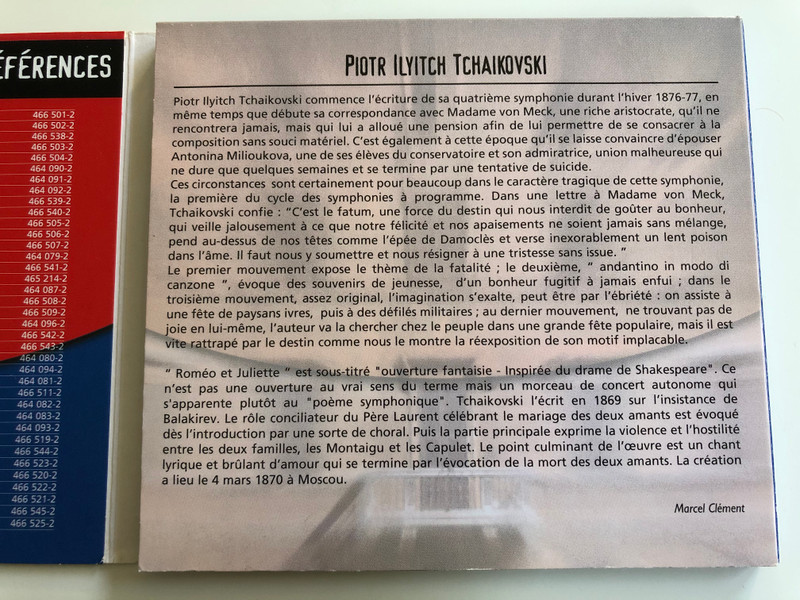 ÉFÉRENCES
466 501-2
466 502-2
466 538-2
466 503-2
466 504-2
464 090-2
464 091-2
464 092-2
466 539-2
466 540-2
466 505-2
466 506-2
466 507-2
464 079-2
466 541-2
465 214-2
464 087-2
466 508-2
466 509-2
464 096-2
466 542-2
466 543-2
464 080-2
464 094-2
464 081-2
466 511-2
464 082-2
464 083-2
464 093-2
466 519-2
466 544-2
466 523-2
466 520-2
466 522-2
466 521-2
466 545-2
466 525-2
PIOTR ILYITCH TCHAIKOVSKI
Piotr Ilyitch Tchaikovski commence l'écriture de sa quatrième symphonie durant l'hiver 1876-77, en
même temps que débute sa correspondance avec Madame von Meck, une riche aristocrate, qu'il ne
rencontrera jamais, mais qui lui a alloué une pension afin de lui permettre de se consacrer à la
composition sans souci matériel. C'est également à cette époque qu'il se laisse convaincre d'épouser
Antonina Milioukova, une de ses élèves du conservatoire et son admiratrice, union malheureuse qui
ne dure que quelques semaines et se termine par une tentative de suicide.
Ces circonstances sont certainement pour beaucoup dans le caractère tragique de cette symphonie,
la première du cycle des symphonies à programme. Dans une lettre à Madame von Meck,
Tchaikovski confie : "C'est le fatum, une force du destin qui nous interdit de goûter au bonheur,
qui veille jalousement à ce que notre félicité et nos apaisements ne soient jamais sans mélange,
pend au-dessus de nos têtes comme l'épée de Damoclès et verse inexorablement un lent poison
dans l'âme. Il faut nous y soumettre et nous résigner à une tristesse sans issue. "
Le premier mouvement expose le thème de la fatalité ; le deuxième, " andantino in modo di
canzone ", évoque des souvenirs de jeunesse, d'un bonheur fugitif à jamais enfui ; dans le
troisième mouvement, assez original, l'imagination s'exalte, peut être par l'ébriété : on assiste à
une fête de paysans ivres, puis à des défilés militaires ; au dernier mouvement, ne trouvant pas de
joie en lui-même, l'auteur va la chercher chez le peuple dans une grande fête populaire, mais il est
vite rattrapé par le destin comme nous le montre la réexposition de son motif implacable.
" Roméo et Juliette " est sous-titré "ouverture fantaisie - Inspirée du drame de Shakespeare". Ce
n'est pas une ouverture au vrai sens du terme mais un morceau de concert autonome qui
s'apparente plutôt au "poème symphonique". Tchaikovski l'écrit en 1869 sur l'insistance de
Balakirev. Le rôle conciliateur du Père Laurent célébrant le mariage des deux amants est évoqué
dès l'introduction par une sorte de choral. Puis la partie principale exprime la violence et l'hostilité
entre les deux familles, les Montaigu et les Capulet. Le point culminant de l'œuvre est un chant
lyrique et brûlant d'amour qui se termine par l'évocation de la mort des deux amants. La création
a lieu le 4 mars 1870 à Moscou.
Marcel Clément